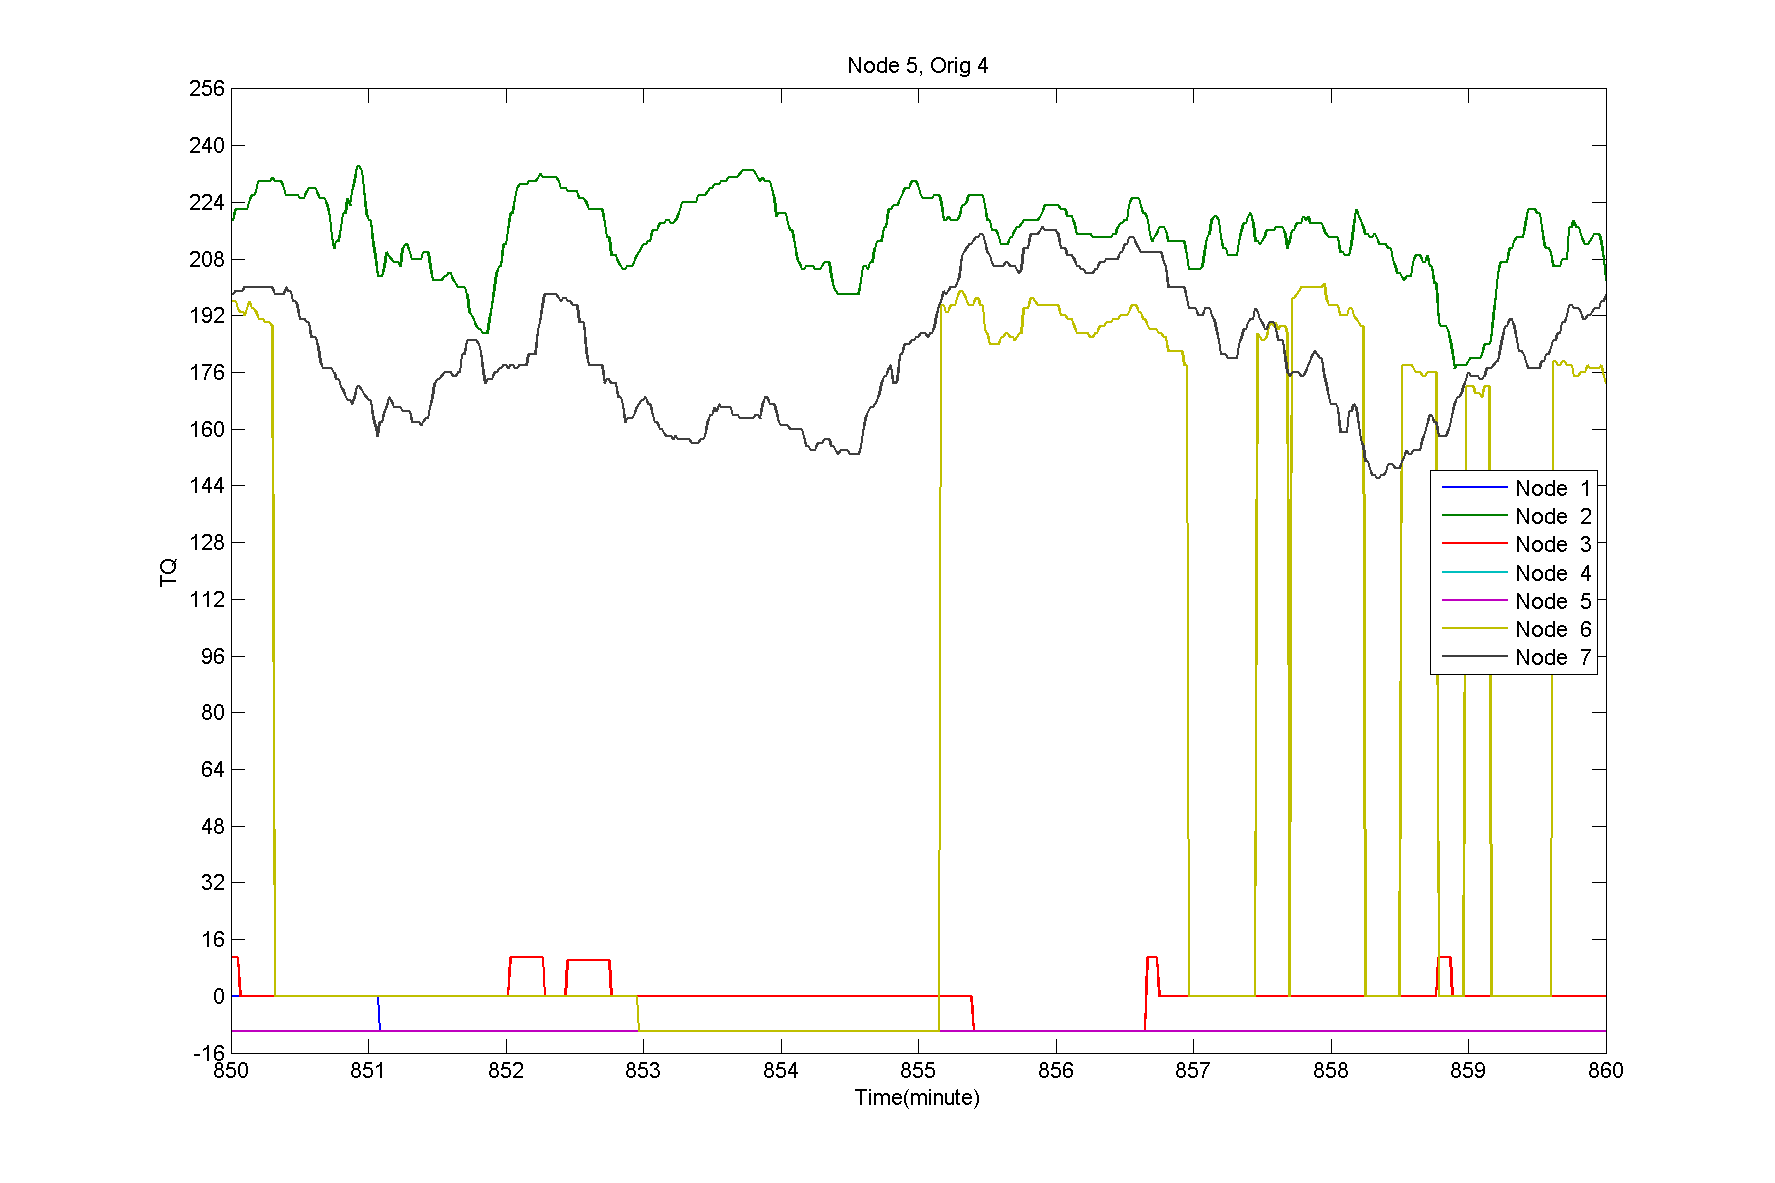 Node 5, Orig 4
256
240
224
208
192
176
160
144
128
112
96
80
64
48
32
16
0
-16
TQ
Node 1
Node 2
Node 3
Node 4
Node 5
Node 6
Node 7
850 851 852 853 854 855 856 857 858 859 860
Time(minute)